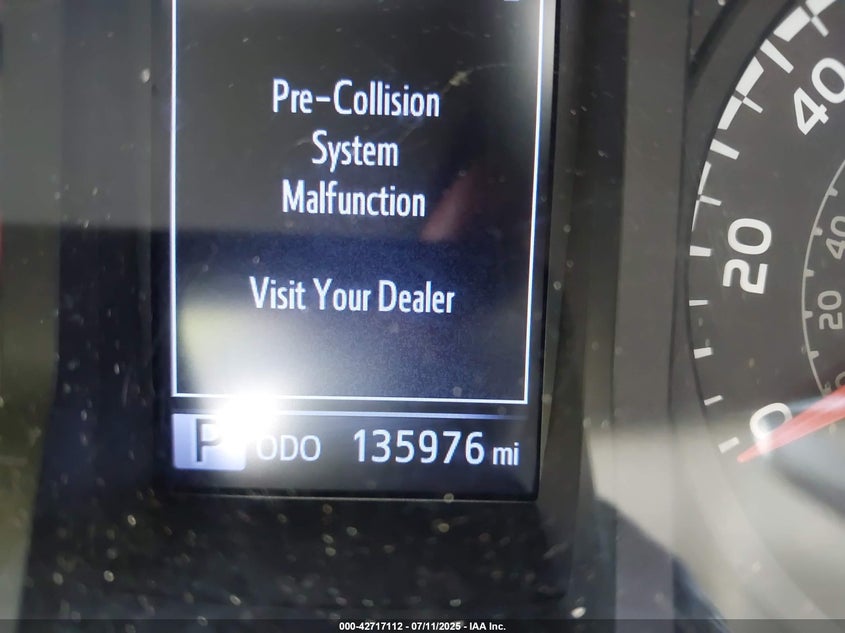 Pre-Collision
System
Malfunction
Visit Your Dealer
P ODO 135976 mi
40
20
0
40
20
000-42717112 - 07/11/2025 - IAA Inc.